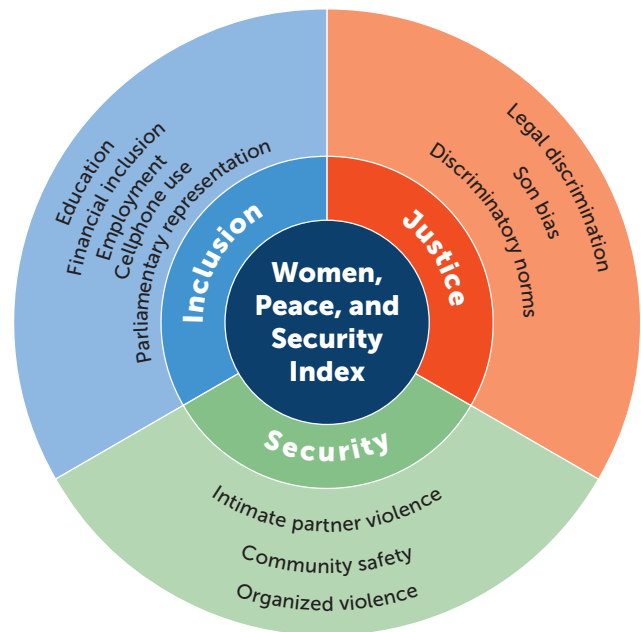 Women,
Peace, and
Security
Index
Inclusion
Education
Financial inclusion
Employment
Cellphone use
Parliamentary representation
Justice
Legal discrimination
Son bias
Discriminatory norms
Security
Intimate partner violence
Community safety
Organized violence